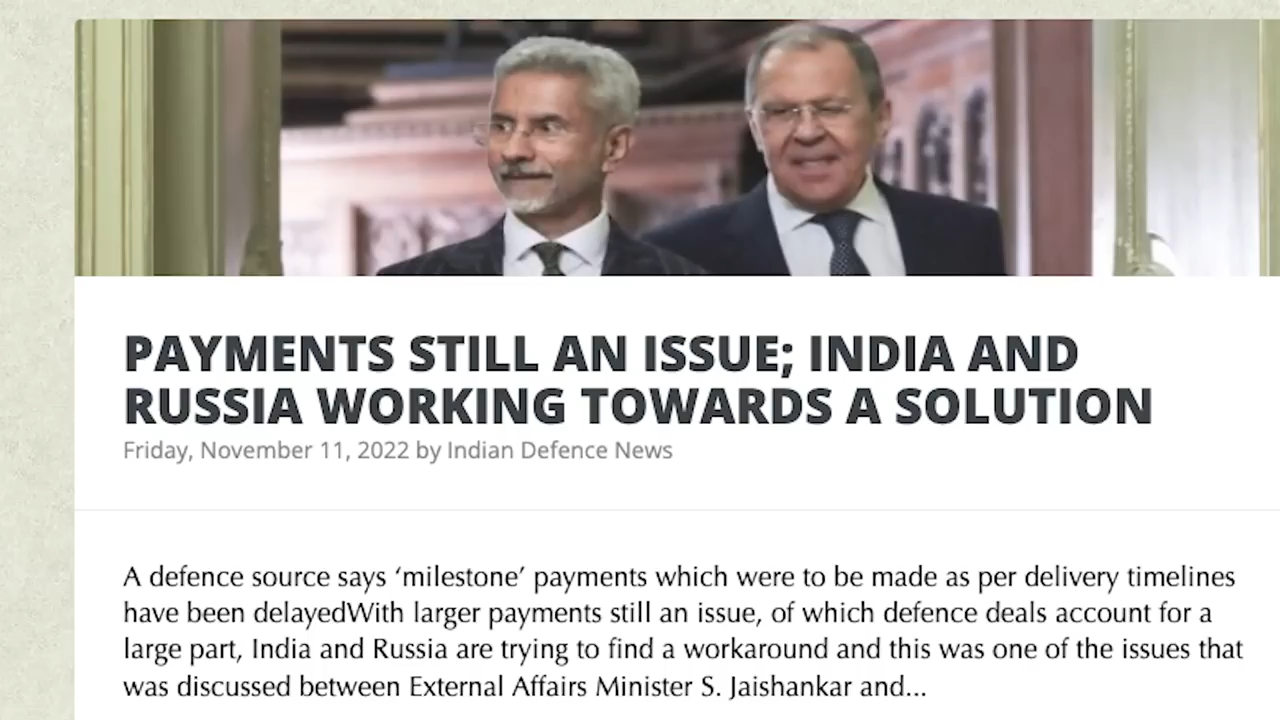 PAYMENTS STILL AN ISSUE; INDIA AND
RUSSIA WORKING TOWARDS A SOLUTION
Friday, November 11, 2022 by Indian Defence News
A defence source says ‘milestone’ payments which were to be made as per delivery timelines
have been delayedWith larger payments still an issue, of which defence deals account for a
large part, India and Russia are trying to find a workaround and this was one of the issues that
was discussed between External Affairs Minister S. Jaishankar and...